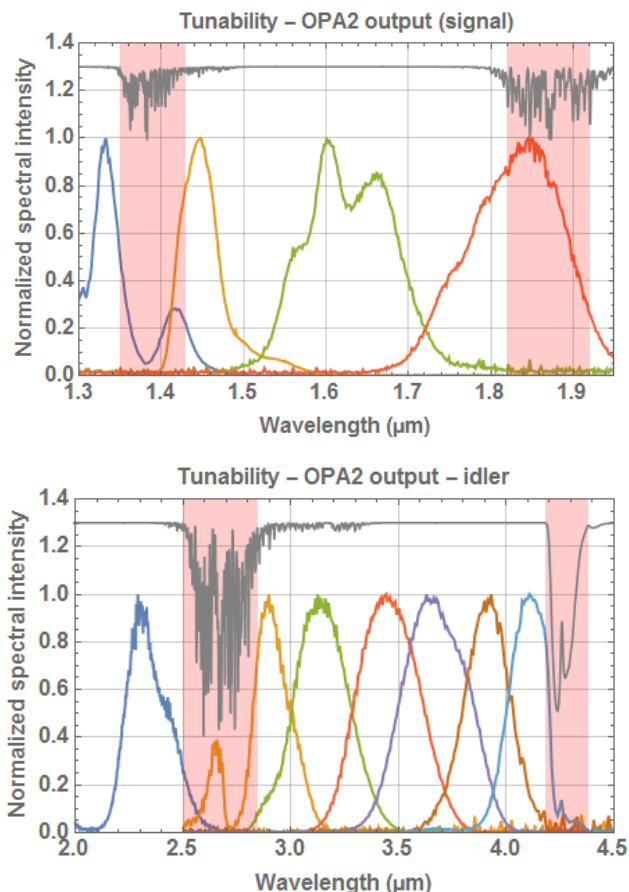 Tunability – OPA2 output (signal)
1.4
1.2
1.0
0.8
0.6
0.4
0.2
0.0
Normalized spectral intensity
1.3 1.4 1.5 1.6 1.7 1.8 1.9
Wavelength (µm)
Tunability – OPA2 output – idler
1.4
1.2
1.0
0.8
0.6
0.4
0.2
0.0
Normalized spectral intensity
2.0 2.5 3.0 3.5 4.0 4.5
Wavelength (µm)